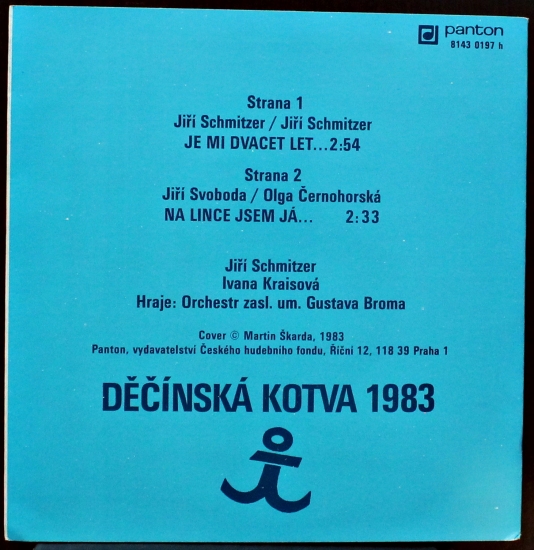 panton
8143 0197 h
Strana 1
Jiří Schmitzer / Jiří Schmitzer
JE MI DVACET LET...2:54
Strana 2
Jiří Svoboda / Olga Černohorská
NA LINCE JSEM JÁ... 2:33
Jiří Schmitzer
Ivana Kraisová
Hraje: Orchestr zasl. um. Gustava Broma
Cover © Martin Škarda, 1983
Panton, vydavatelství Českého hudebního fondu, Říční 12, 118 39 Praha 1
DĚČÍNSKÁ KOTVA 1983